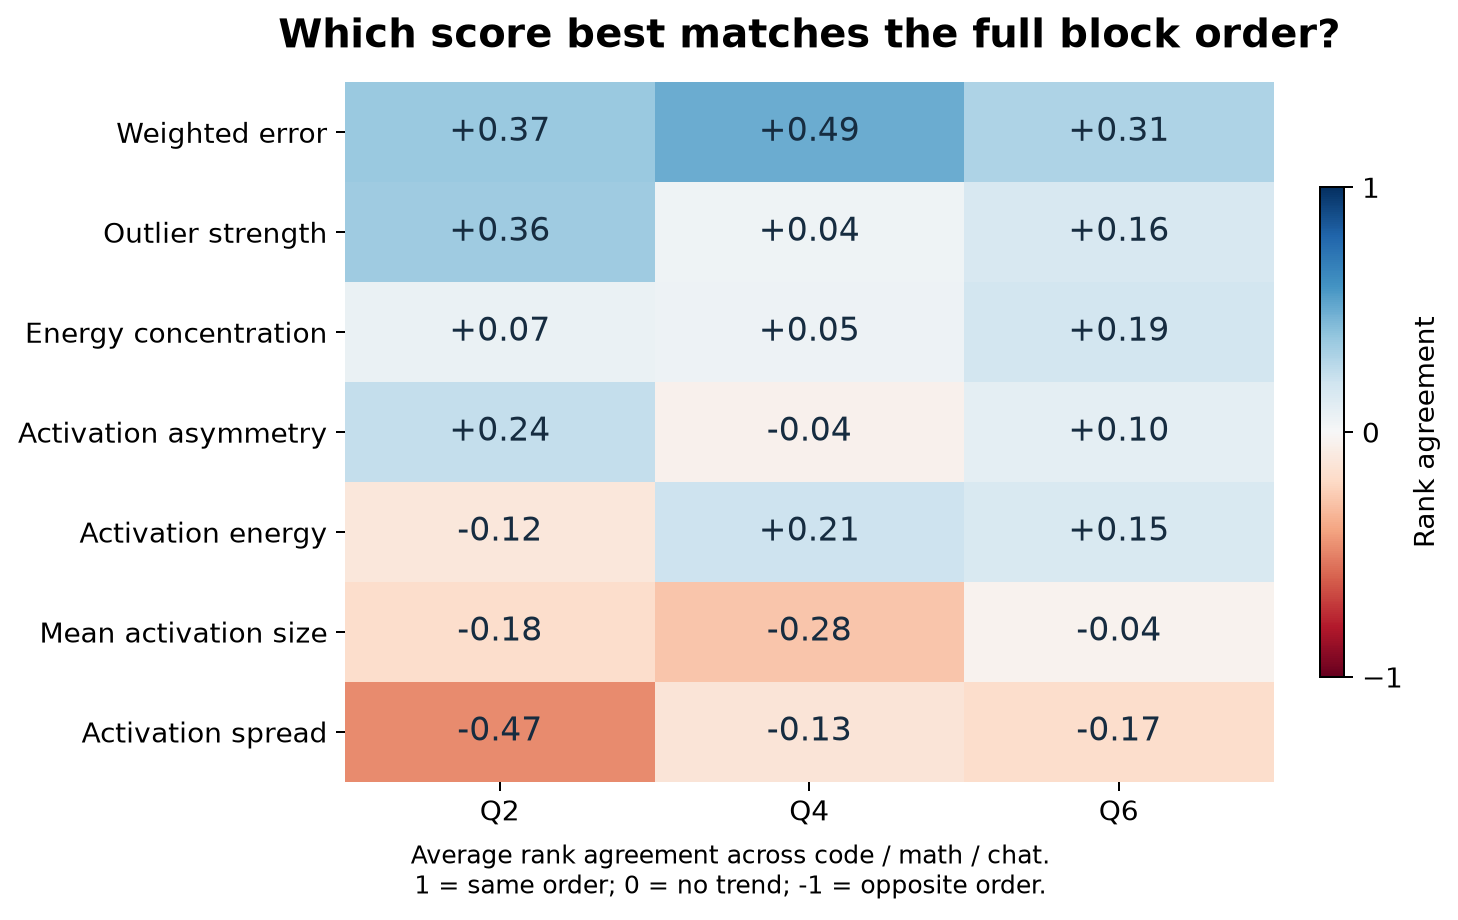 Which score best matches the full block order?
Weighted error +0.37 +0.49 +0.31
Outlier strength +0.36 +0.04 +0.16
Energy concentration +0.07 +0.05 +0.19
Activation asymmetry +0.24 -0.04 +0.10
Activation energy -0.12 +0.21 +0.15
Mean activation size -0.18 -0.28 -0.04
Activation spread -0.47 -0.13 -0.17
Q2 Q4 Q6
1
0
−1
Rank agreement
Average rank agreement across code / math / chat.
1 = same order; 0 = no trend; -1 = opposite order.